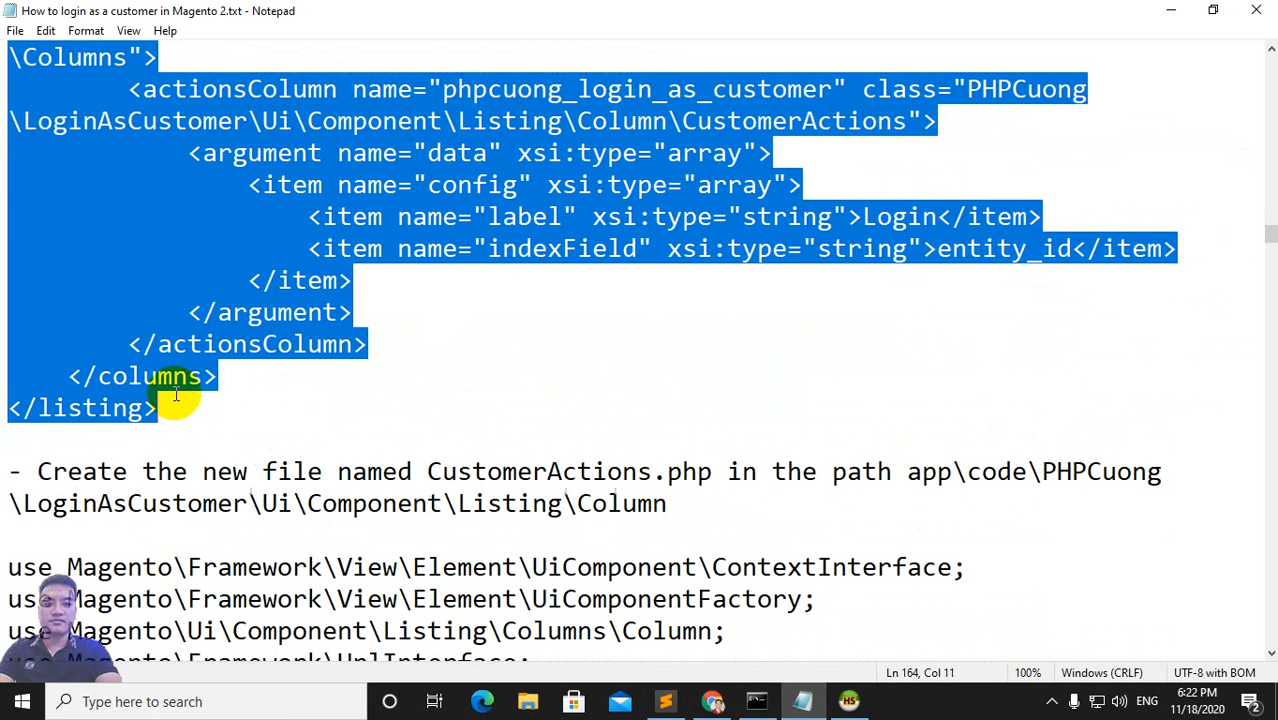 How to login as a customer in Magento 2.txt - Notepad
File Edit Format View Help
\Columns">
<actionsColumn name="phpcuong_login_as_customer" class="PHPCuong
\LoginAsCustomer\Ui\Component\Listing\Column\CustomerActions">
<argument name="data" xsi:type="array">
<item name="config" xsi:type="array">
<item name="label" xsi:type="string">Login</item>
<item name="indexField" xsi:type="string">entity_id</item>
</item>
</argument>
</actionsColumn>
</columns>
</listing>
- Create the new file named CustomerActions.php in the path app\code\PHPCuong
\LoginAsCustomer\Ui\Component\Listing\Column
use Magento\Framework\View\Element\UiComponent\ContextInterface;
use Magento\Framework\View\Element\UiComponentFactory;
use Magento\Ui\Component\Listing\Columns\Column;
Magento\Framework\UrlInterface;
Ln 164, Col 11 100% Windows (CRLF) UTF-8 with BOM
Type here to search
ENG
6:22 PM
11/18/2020
2